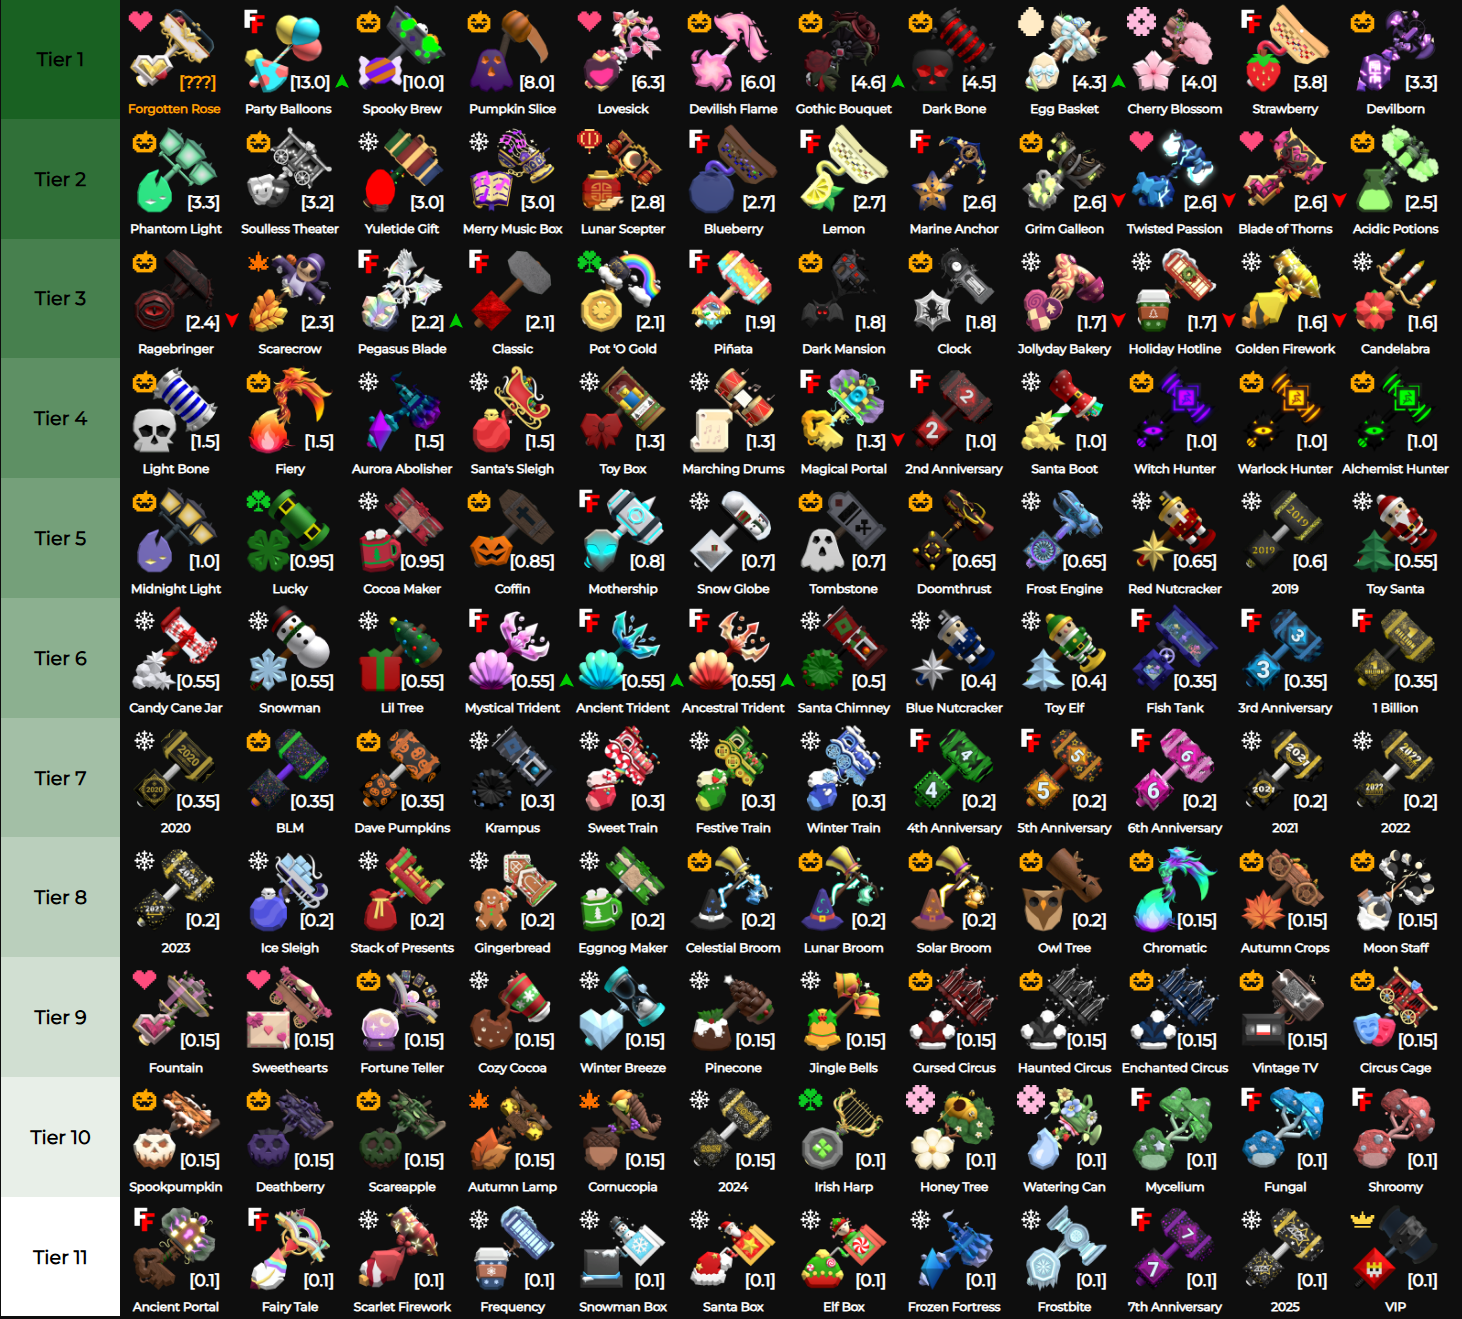 Tier 1
[???] [13.0] [10.0] [8.0] [6.3] [6.0] [4.6] [4.5] [4.3] [4.0] [3.8] [3.3]
Forgotten Rose Party Balloons Spooky Brew Pumpkin Slice Lovesick Devilish Flame Gothic Bouquet Dark Bone Egg Basket Cherry Blossom Strawberry Devilborn
Tier 2
[3.3] [3.2] [3.0] [3.0] [2.8] [2.7] [2.7] [2.6] [2.6] [2.6] [2.6] [2.5]
Phantom Light Soulless Theater Yuletide Gift Merry Music Box Lunar Scepter Blueberry Lemon Marine Anchor Grim Galleon Twisted Passion Blade of Thorns Acidic Potions
Tier 3
[2.4] [2.3] [2.2] [2.1] [2.1] [1.9] [1.8] [1.8] [1.7] [1.7] [1.6] [1.6]
Ragebringer Scarecrow Pegasus Blade Classic Pot 'O Gold Piñata Dark Mansion Clock Jollyday Bakery Holiday Hotline Golden Firework Candelabra
Tier 4
[1.5] [1.5] [1.5] [1.5] [1.3] [1.3] [1.3] [1.0] [1.0] [1.0] [1.0] [1.0]
Light Bone Fiery Aurora Abolisher Santa's Sleigh Toy Box Marching Drums Magical Portal 2nd Anniversary Santa Boot Witch Hunter Warlock Hunter Alchemist Hunter
Tier 5
[1.0] [0.95] [0.95] [0.85] [0.8] [0.7] [0.7] [0.65] [0.65] [0.65] [0.6] [0.55]
Midnight Light Lucky Cocoa Maker Coffin Mothership Snow Globe Tombstone Doomthrust Frost Engine Red Nutcracker 2019 Toy Santa
Tier 6
[0.55] [0.55] [0.55] [0.55] [0.55] [0.55] [0.5] [0.4] [0.4] [0.35] [0.35] [0.35]
Candy Cane Jar Snowman Lil Tree Mystical Trident Ancient Trident Ancestral Trident Santa Chimney Blue Nutcracker Toy Elf Fish Tank 3rd Anniversary 1 Billion
Tier 7
[0.35] [0.35] [0.35] [0.3] [0.3] [0.3] [0.3] [0.2] [0.2] [0.2] [0.2] [0.2]
2020 BLM Dave Pumpkins Krampus Sweet Train Festive Train Winter Train 4th Anniversary 5th Anniversary 6th Anniversary 2021 2022
Tier 8
[0.2] [0.2] [0.2] [0.2] [0.2] [0.2] [0.2] [0.2] [0.2] [0.15] [0.15] [0.15]
2023 Ice Sleigh Stack of Presents Gingerbread Eggnog Maker Celestial Broom Lunar Broom Solar Broom Owl Tree Chromatic Autumn Crops Moon Staff
Tier 9
[0.15] [0.15] [0.15] [0.15] [0.15] [0.15] [0.15] [0.15] [0.15] [0.15] [0.15] [0.15]
Fountain Sweethearts Fortune Teller Cozy Cocoa Winter Breeze Pinecone Jingle Bells Cursed Circus Haunted Circus Enchanted Circus Vintage TV Circus Cage
Tier 10
[0.15] [0.15] [0.15] [0.15] [0.15] [0.15] [0.1] [0.1] [0.1] [0.1] [0.1] [0.1]
Spookpumpkin Deathberry Scareapple Autumn Lamp Cornucopia 2024 Irish Harp Honey Tree Watering Can Mycelium Fungal Shroomy
Tier 11
[0.1] [0.1] [0.1] [0.1] [0.1] [0.1] [0.1] [0.1] [0.1] [0.1] [0.1] [0.1]
Ancient Portal Fairy Tale Scarlet Firework Frequency Snowman Box Santa Box Elf Box Frozen Fortress Frostbite 7th Anniversary 2025 VIP